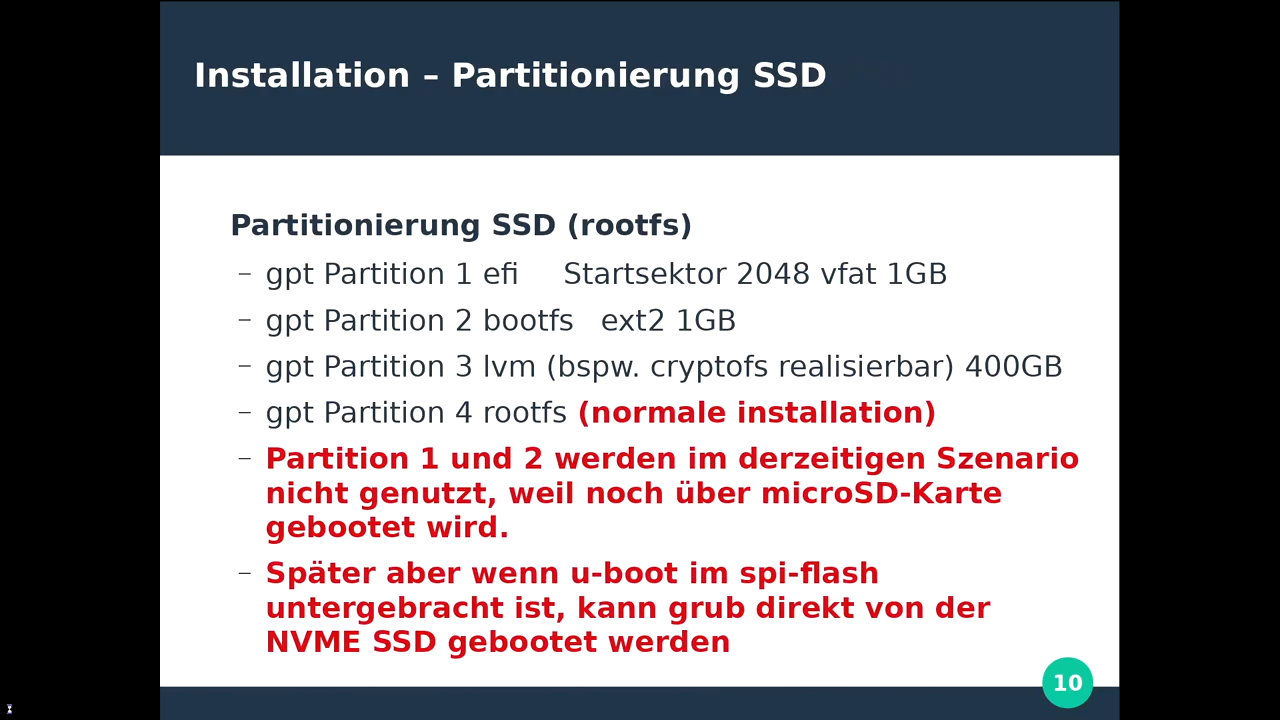 Installation – Partitionierung SSD
Partitionierung SSD (rootfs)
– gpt Partition 1 efi Startsektor 2048 vfat 1GB
– gpt Partition 2 bootfs ext2 1GB
– gpt Partition 3 lvm (bspw. cryptofs realisierbar) 400GB
– gpt Partition 4 rootfs (normale installation)
– Partition 1 und 2 werden im derzeitigen Szenario
nicht genutzt, weil noch über microSD-Karte
gebootet wird.
– Später aber wenn u-boot im spi-flash
untergebracht ist, kann grub direkt von der
NVME SSD gebootet werden
10